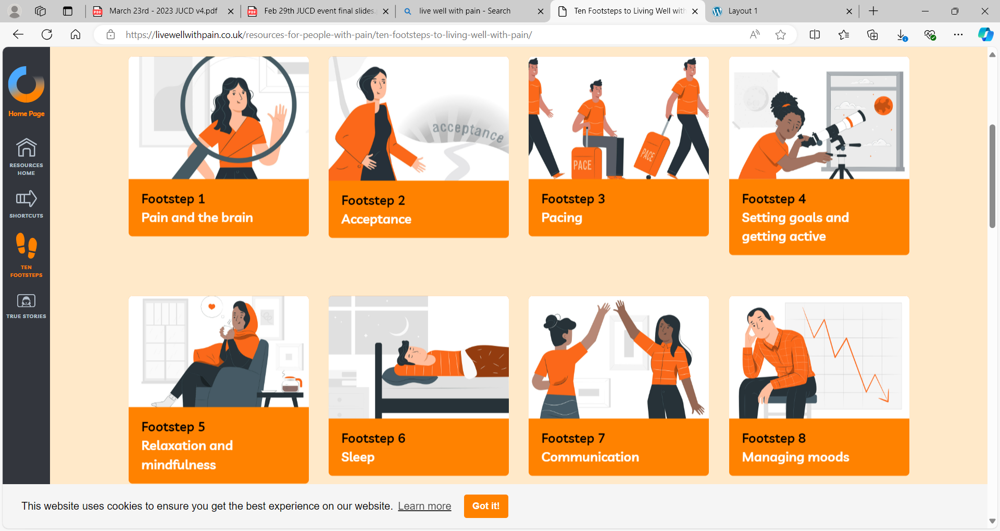 March 23rd - 2023 JUCD v4.pdf
Feb 29th JUCD event final slides.
live well with pain - Search
Ten Footsteps to Living Well with
Layout 1
https://livewellwithpain.co.uk/resources-for-people-with-pain/ten-footsteps-to-living-well-with-pain/
Home Page
RESOURCES
HOME
SHORTCUTS
TEN
FOOTSTEPS
TRUE STORIES
acceptance
PACE
PACE
Footstep 1
Pain and the brain
Footstep 2
Acceptance
Footstep 3
Pacing
Footstep 4
Setting goals and
getting active
Footstep 5
Relaxation and
mindfulness
Footstep 6
Sleep
Footstep 7
Communication
Footstep 8
Managing moods
This website uses cookies to ensure you get the best experience on our website. Learn more
Got it!